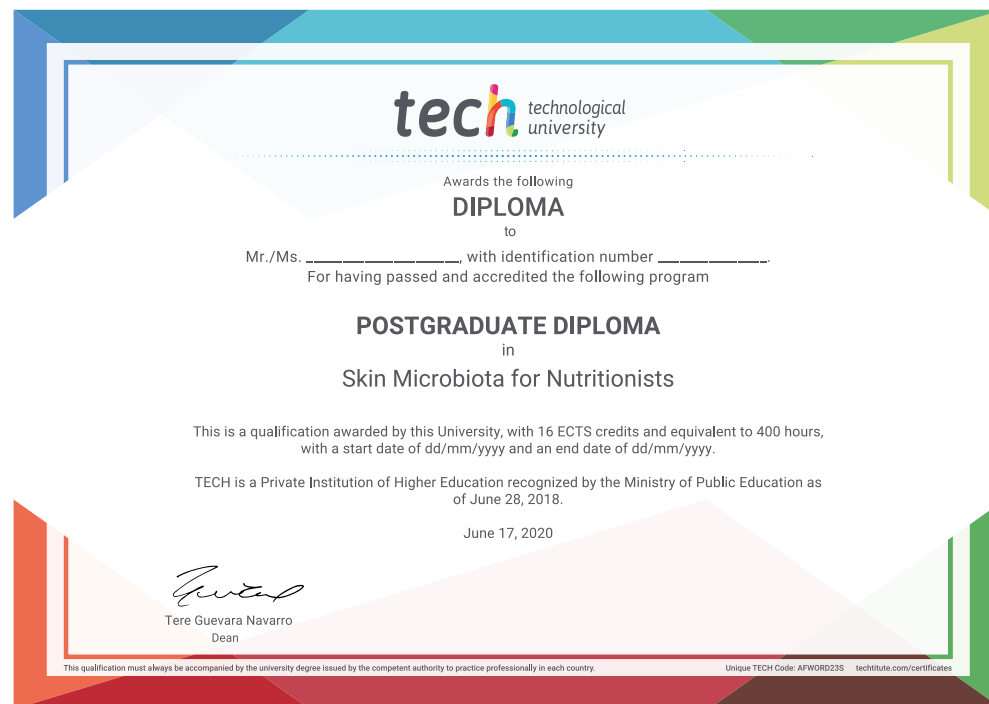 tech technological
university
Awards the following
DIPLOMA
to
Mr./Ms. __________________, with identification number _____________.
For having passed and accredited the following program
POSTGRADUATE DIPLOMA
in
Skin Microbiota for Nutritionists
This is a qualification awarded by this University, with 16 ECTS credits and equivalent to 400 hours,
with a start date of dd/mm/yyyy and an end date of dd/mm/yyyy.
TECH is a Private Institution of Higher Education recognized by the Ministry of Public Education as
of June 28, 2018.
June 17, 2020
Tere Guevara Navarro
Dean
This qualification must always be accompanied by the university degree issued by the competent authority to practice professionally in each country.
Unique TECH Code: AFWORD23S techtitute.com/certificates